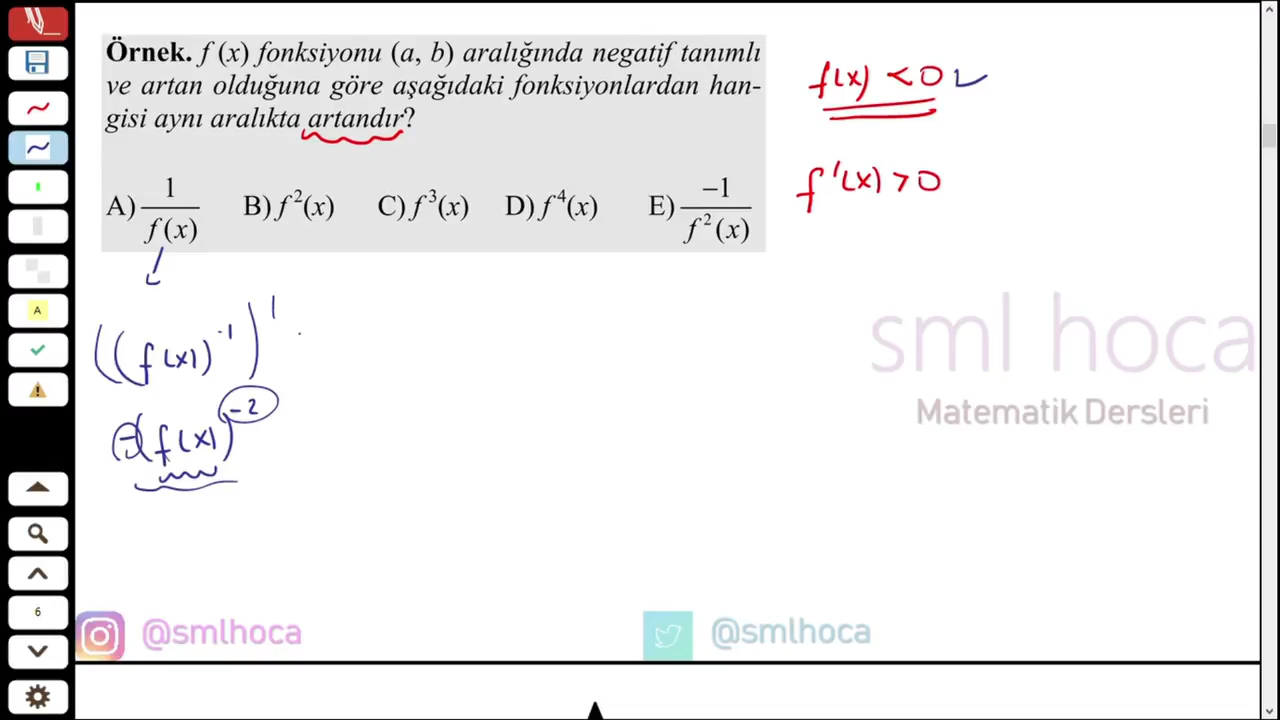 Örnek. f (x) fonksiyonu (a, b) aralığında negatif tanımlı
ve artan olduğuna göre aşağıdaki fonksiyonlardan han-
gisi aynı aralıkta artandır?
A) 1/f(x) B) f²(x) C) f³(x) D) f⁴(x) E) −1/f²(x)
f(x) < 0
f'(x) > 0
((f(x))⁻¹)'
(f(x))⁻²
sml hoca
Matematik Dersleri
A
6
@smlhoca
@smlhoca